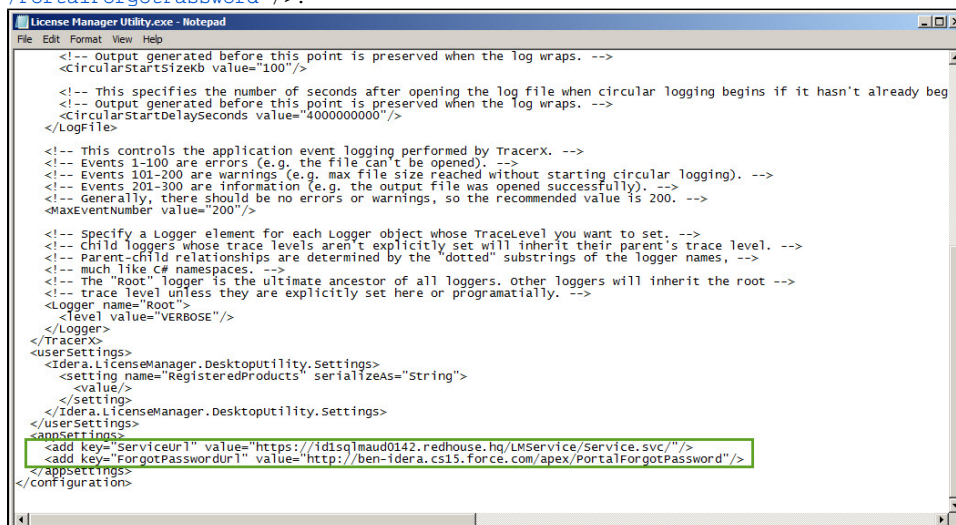 /PortalForgotPassword"/>.
License Manager Utility.exe - Notepad
File Edit Format View Help
<!-- Output generated before this point is preserved when the log wraps. -->
<CircularStartSizeKb value="100"/>
<!-- This specifies the number of seconds after opening the log file when circular logging begins if it hasn't already beg
<!-- Output generated before this point is preserved when the log wraps. -->
<CircularStartDelaySeconds value="4000000000"/>
</LogFile>
<!-- This controls the application event logging performed by TracerX. -->
<!-- Events 1-100 are errors (e.g. the file can't be opened). -->
<!-- Events 101-200 are warnings (e.g. max file size reached without starting circular logging). -->
<!-- Events 201-300 are information (e.g. the output file was opened successfully). -->
<!-- Generally, there should be no errors or warnings, so the recommended value is 200. -->
<MaxEventNumber value="200"/>
<!-- Specify a Logger element for each Logger object whose TraceLevel you want to set. -->
<!-- Child loggers whose trace levels aren't explicitly set will inherit their parent's trace level. -->
<!-- Parent-child relationships are determined by the "dotted" substrings of the logger names, -->
<!-- much like C# namespaces. -->
<!-- The "Root" logger is the ultimate ancestor of all loggers. Other loggers will inherit the root -->
<!-- trace level unless they are explicitly set here or programatially. -->
<Logger name="Root">
<level value="VERBOSE"/>
</Logger>
</TracerX>
<userSettings>
<Idera.LicenseManager.DesktopUtility.Settings>
<setting name="RegisteredProducts" serializeAs="String">
<value/>
</setting>
</Idera.LicenseManager.DesktopUtility.Settings>
</userSettings>
<appSettings>
<add key="ServiceUrl" value="https://id1sqlmaud0142.redhouse.hq/LMService/Service.svc/"/>
<add key="ForgotPasswordUrl" value="http://ben-idera.cs15.force.com/apex/PortalForgotPassword"/>
</appSettings>
</configuration>